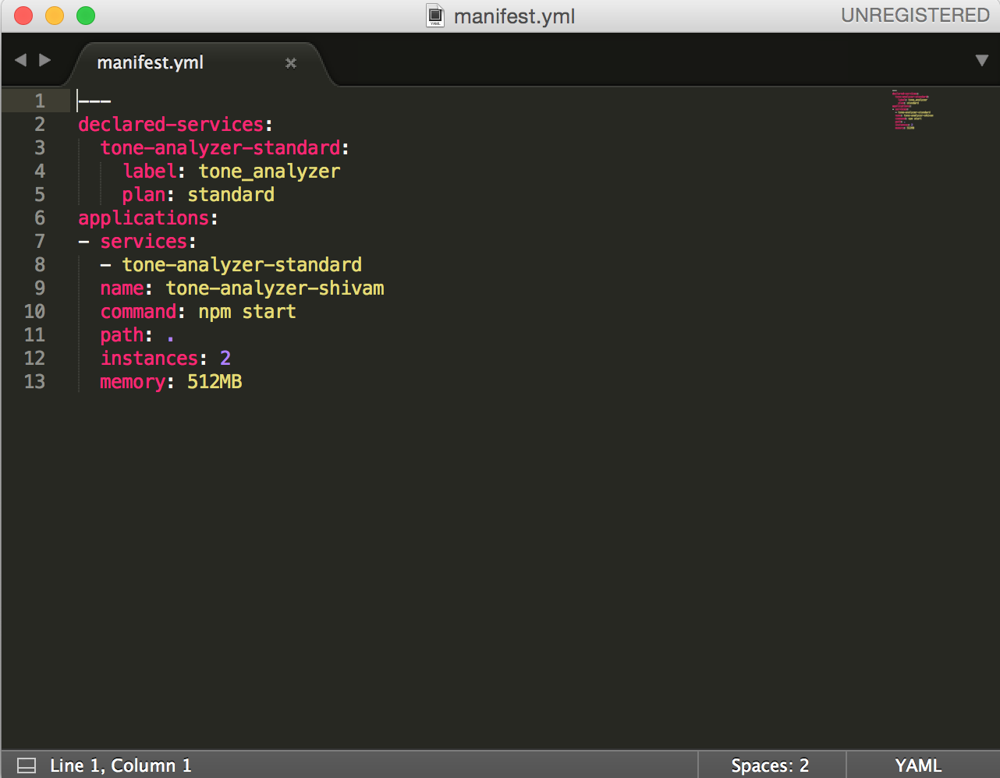 manifest.yml
UNREGISTERED
manifest.yml
1 ---
2 declared-services:
3   tone-analyzer-standard:
4     label: tone_analyzer
5     plan: standard
6 applications:
7 - services:
8   - tone-analyzer-standard
9   name: tone-analyzer-shivam
10   command: npm start
11   path: .
12   instances: 2
13   memory: 512MB
Line 1, Column 1
Spaces: 2
YAML